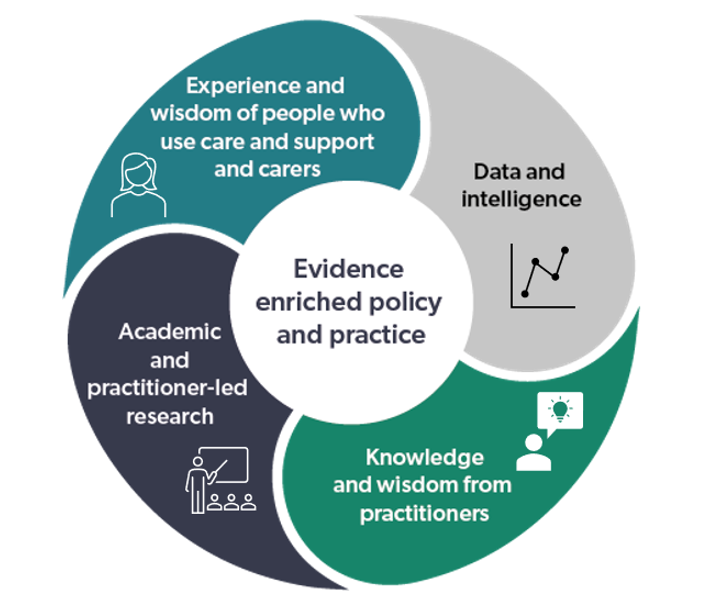 Experience and
wisdom of people who
use care and support
and carers
Data and
intelligence
Evidence
enriched policy
and practice
Academic
and
practitioner-led
research
Knowledge
and wisdom from
practitioners